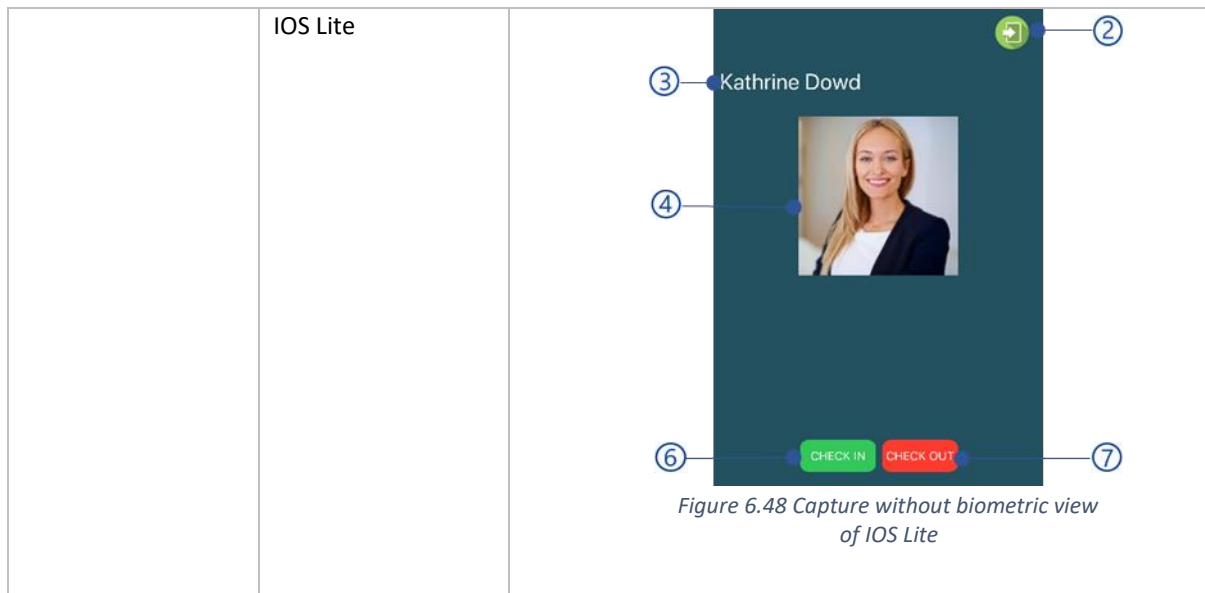 IOS Lite
②
③ Kathrine Dowd
④
⑥ CHECK IN CHECK OUT ⑦
Figure 6.48 Capture without biometric view
of IOS Lite